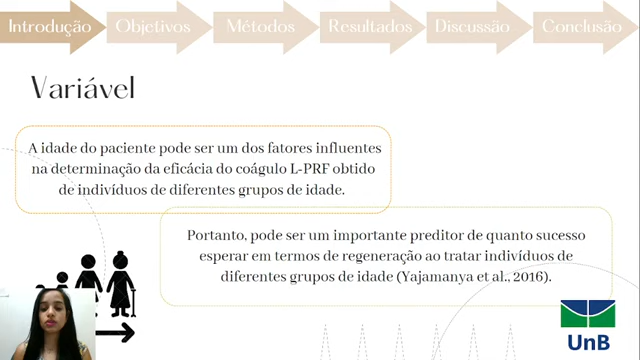 Introdução Objetivos Métodos Resultados Discussão Conclusão
Variável
A idade do paciente pode ser um dos fatores influentes
na determinação da eficácia do coágulo L-PRF obtido
de indivíduos de diferentes grupos de idade.
Portanto, pode ser um importante preditor de quanto sucesso
esperar em termos de regeneração ao tratar indivíduos de
diferentes grupos de idade (Yajamanya et al., 2016).
UnB